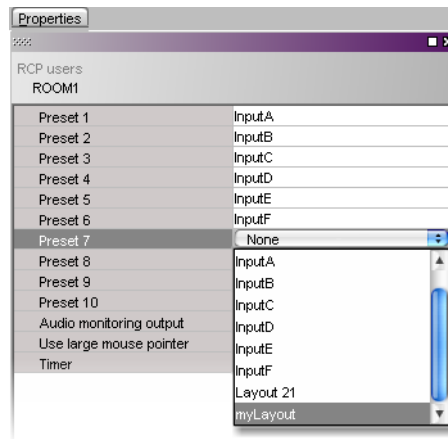 Properties
RCP users
ROOM1
Preset 1 InputA
Preset 2 InputB
Preset 3 InputC
Preset 4 InputD
Preset 5 InputE
Preset 6 InputF
Preset 7 None
Preset 8 InputA
Preset 9 InputB
Preset 10 InputC
Audio monitoring output InputD
Use large mouse pointer InputE
Timer InputF
Layout 21
myLayout